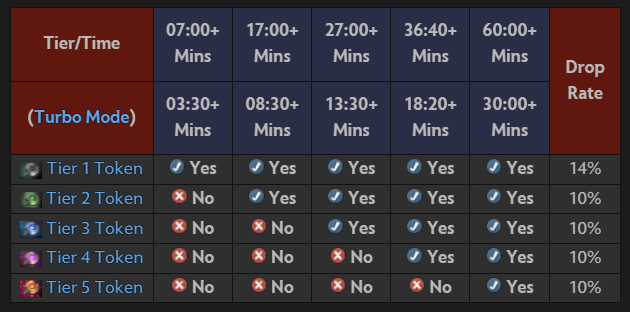 Tier/Time 07:00+ Mins 17:00+ Mins 27:00+ Mins 36:40+ Mins 60:00+ Mins Drop Rate
(Turbo Mode) 03:30+ Mins 08:30+ Mins 13:30+ Mins 18:20+ Mins 30:00+ Mins
Tier 1 Token Yes Yes Yes Yes Yes 14%
Tier 2 Token No Yes Yes Yes Yes 10%
Tier 3 Token No No Yes Yes Yes 10%
Tier 4 Token No No No Yes Yes 10%
Tier 5 Token No No No No Yes 10%